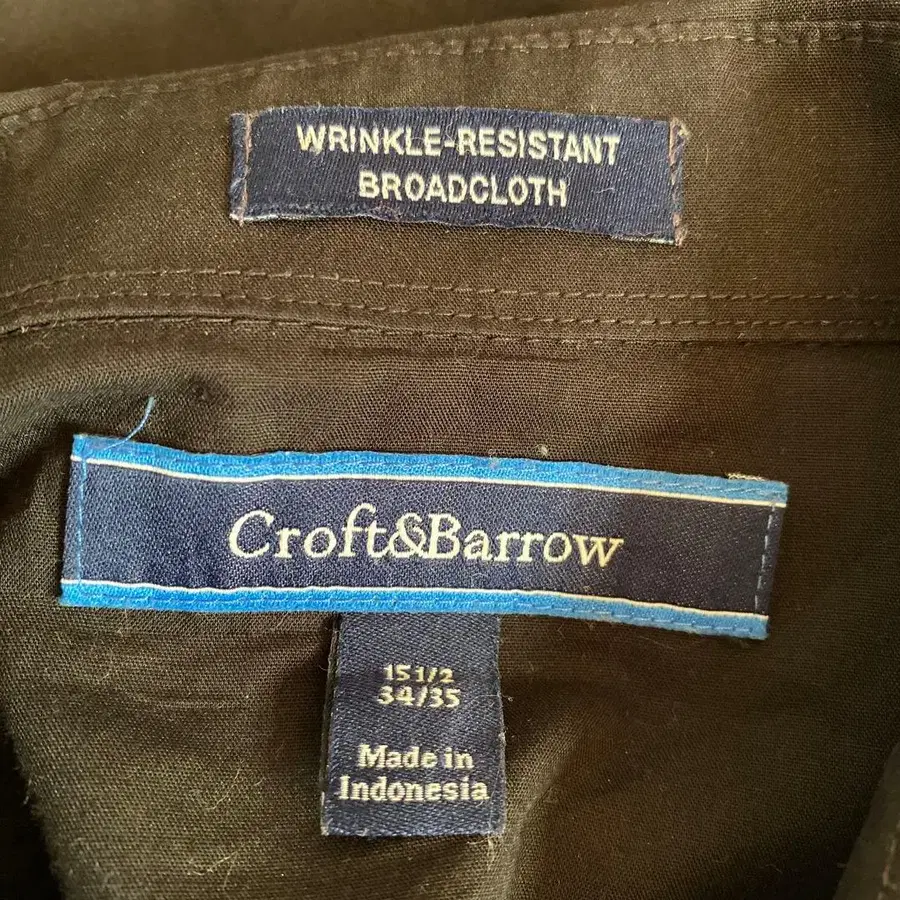 WRINKLE-RESISTANT
BROADCLOTH
Croft&Barrow
15 1/2
34/35
Made in
Indonesia